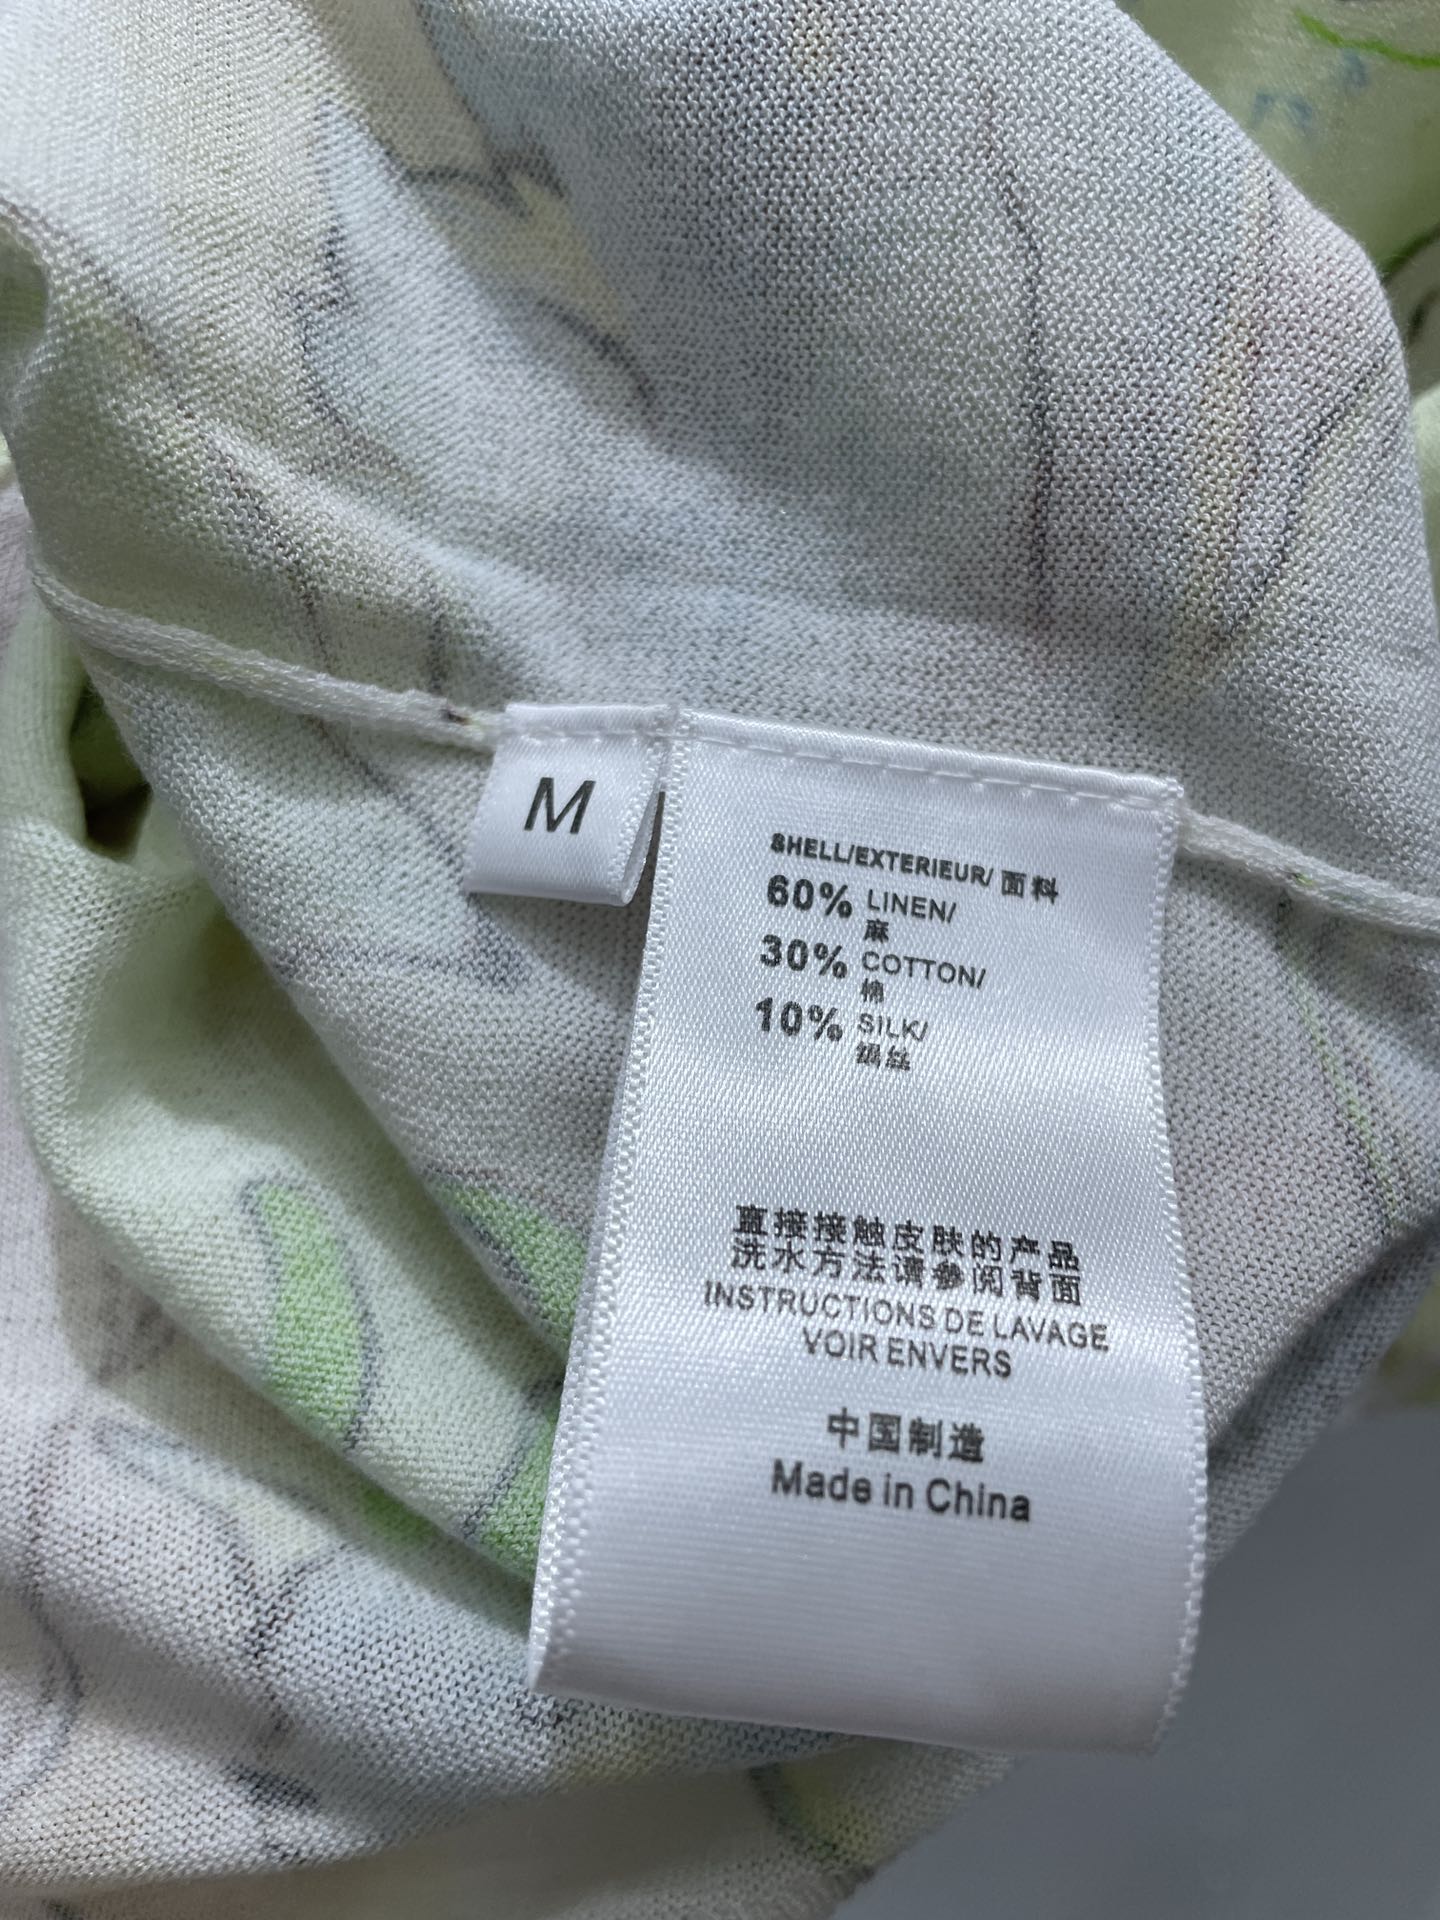 M
SHELL/EXTERIEUR/ 面料
60% LINEN/
麻
30% COTTON/
棉
10% SILK/
绢丝
直接接触皮肤的产品
洗水方法请参阅背面
INSTRUCTIONS DE LAVAGE
VOIR ENVERS
中国制造
Made in China